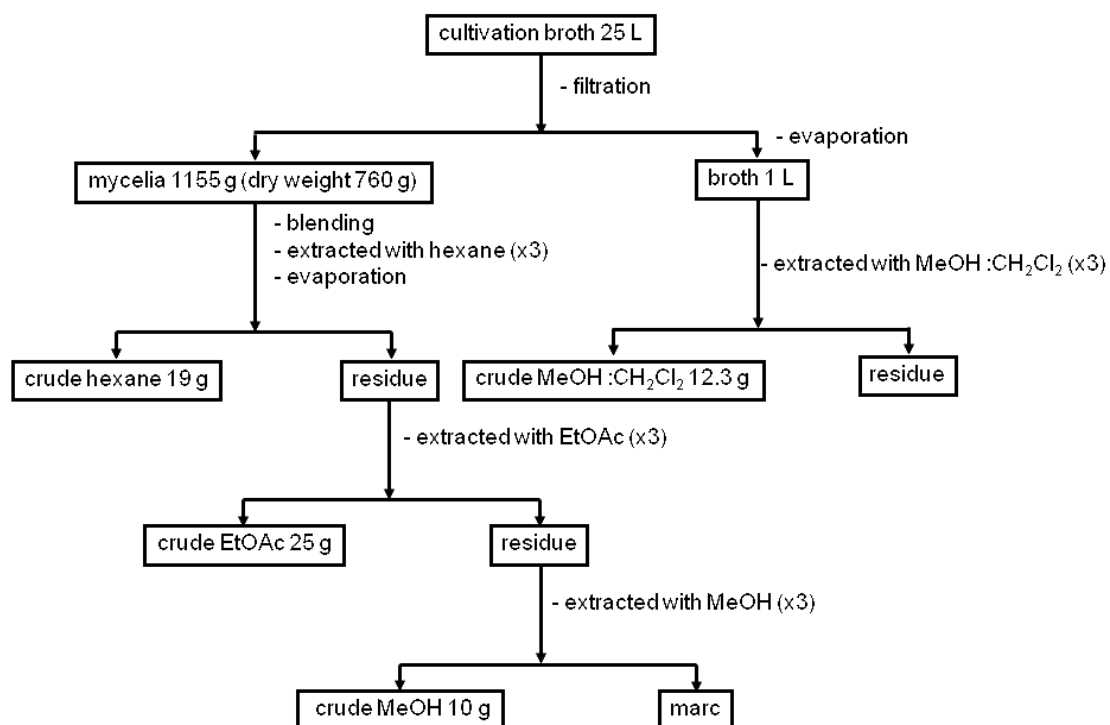 cultivation broth 25 L
- filtration
- evaporation
mycelia 1155 g (dry weight 760 g)
broth 1 L
- blending
- extracted with hexane (x3)
- evaporation
- extracted with MeOH :CH₂Cl₂ (x3)
crude hexane 19 g
residue
crude MeOH :CH₂Cl₂ 12.3 g
residue
- extracted with EtOAc (x3)
crude EtOAc 25 g
residue
- extracted with MeOH (x3)
crude MeOH 10 g
marc